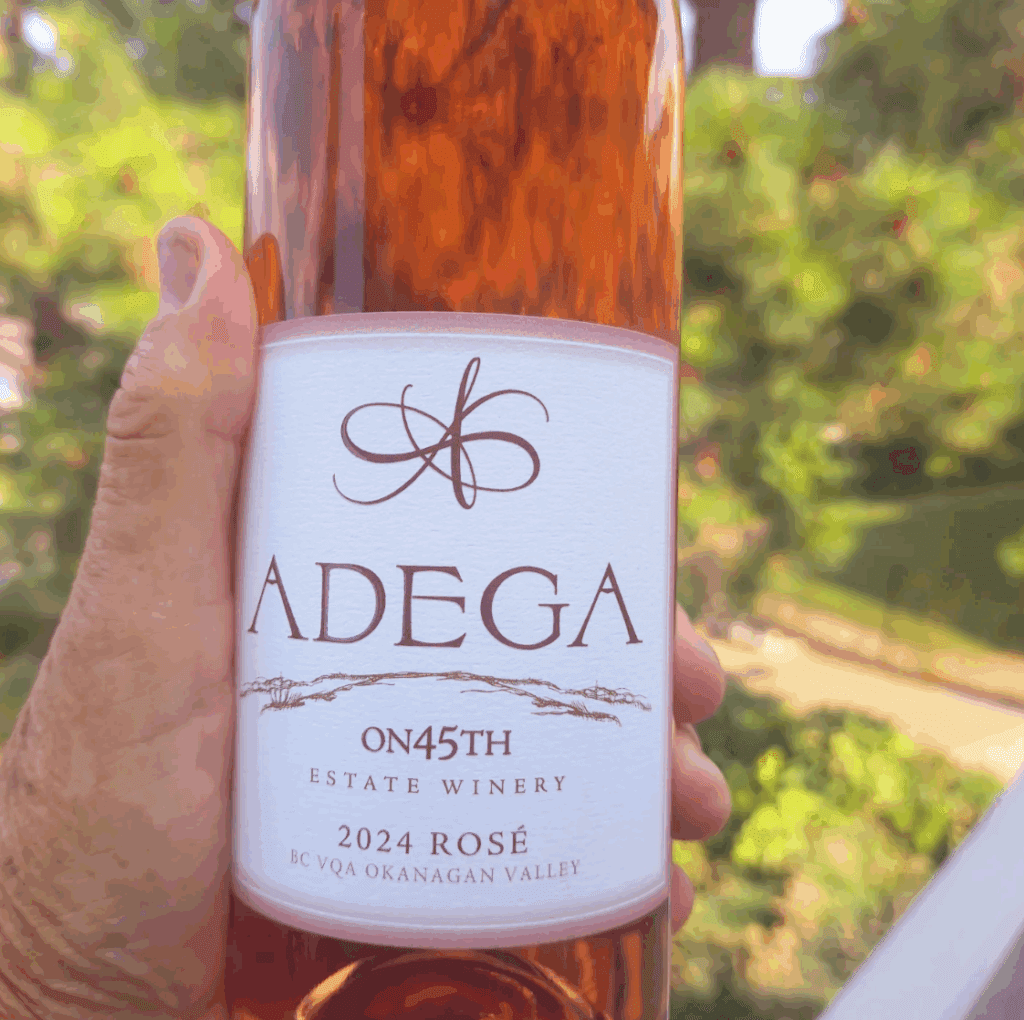 ADEGA
ON45TH
ESTATE WINERY
2024 ROSÉ
BC VQA OKANAGAN VALLEY